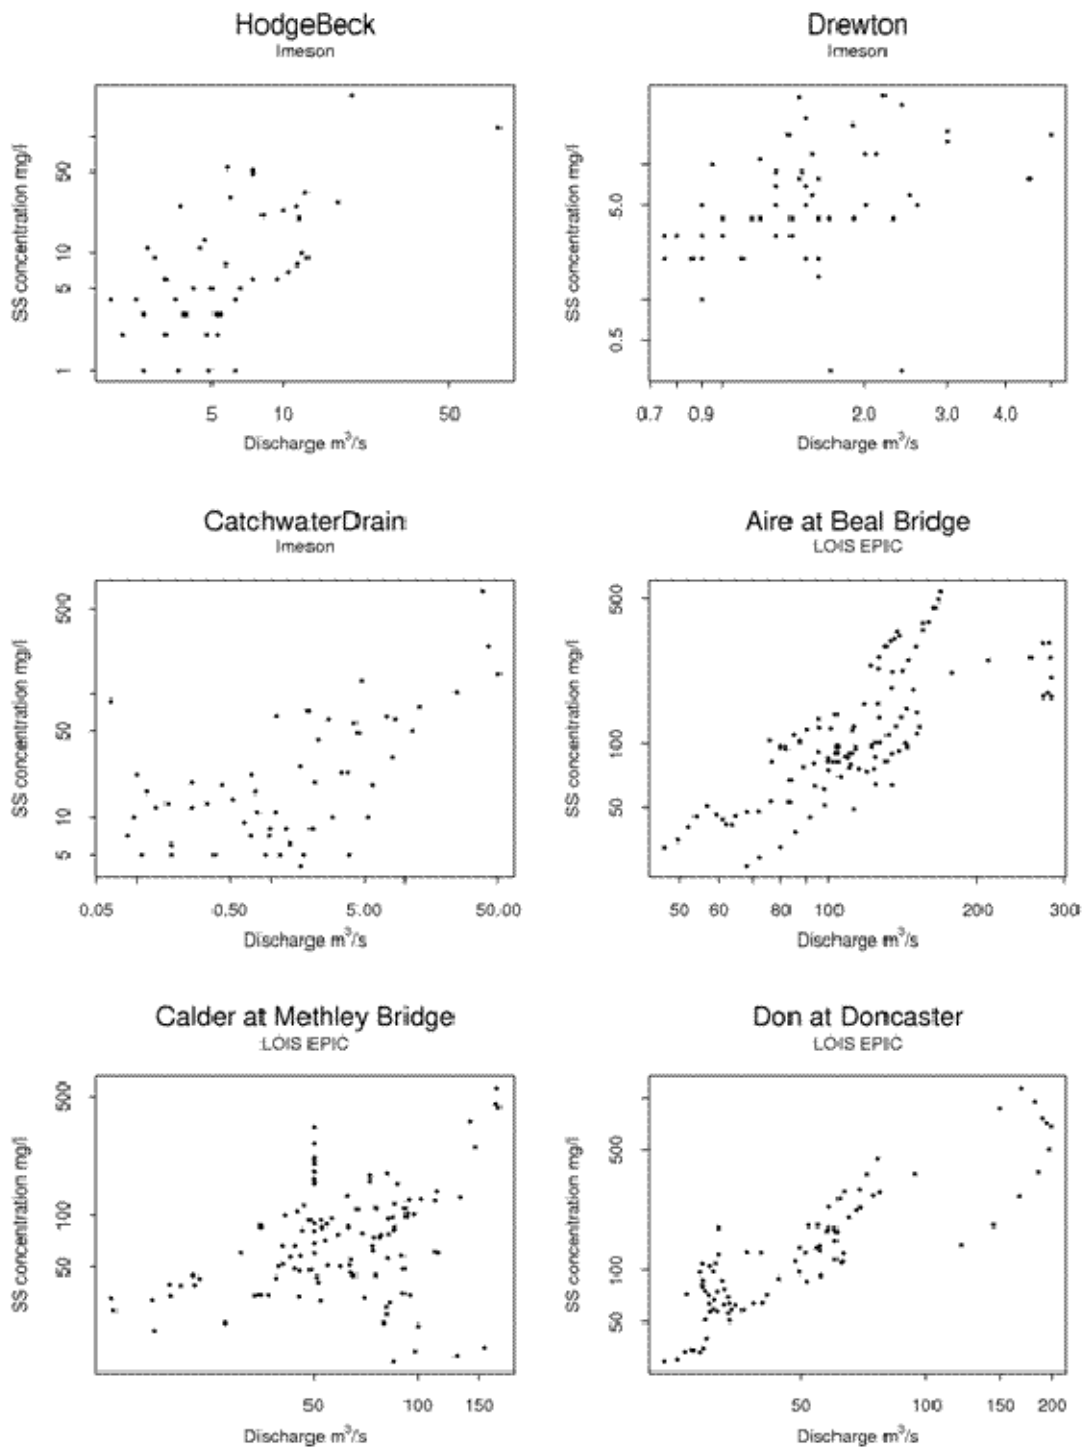 HodgeBeck
Imeson
SS concentration mg/l
50
10
5
1
5 10 50
Discharge m³/s
Drewton
Imeson
SS concentration mg/l
5.0
0.5
0.7 0.9 2.0 3.0 4.0
Discharge m³/s
CatchwaterDrain
Imeson
SS concentration mg/l
500
50
10
5
0.05 0.50 5.00 50.00
Discharge m³/s
Aire at Beal Bridge
LOIS EPIC
SS concentration mg/l
500
100
50
50 60 80 100 200 300
Discharge m³/s
Calder at Methley Bridge
LOIS EPIC
SS concentration mg/l
500
100
50
50 100 150
Discharge m³/s
Don at Doncaster
LOIS EPIC
SS concentration mg/l
500
100
50
50 100 150 200
Discharge m³/s